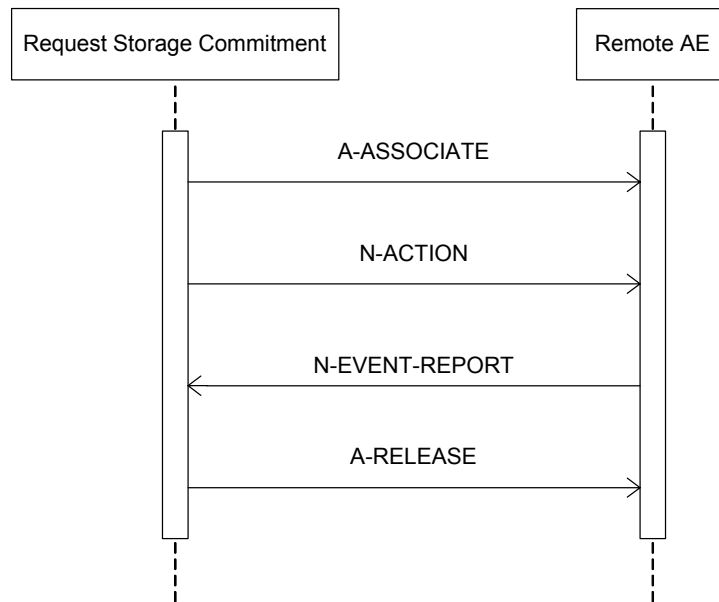 Request Storage Commitment
Remote AE
A-ASSOCIATE
N-ACTION
N-EVENT-REPORT
A-RELEASE